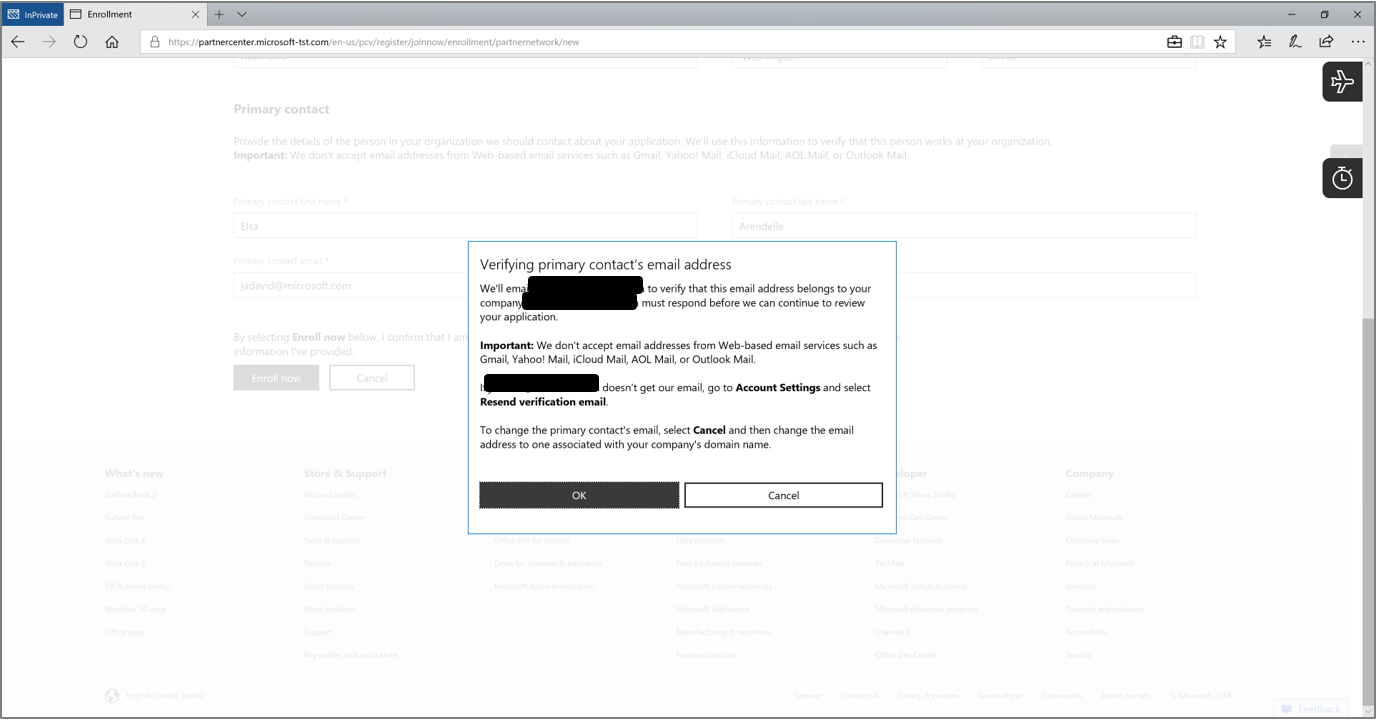 InPrivate
Enrollment
https://partnercenter.microsoft-tst.com/en-us/pcv/register/joinnow/enrollment/partnernetwork/new
Washington
Primary contact
Provide the details of the person in your organization we should contact about your application. We'll use this information to verify that this person works at your organization.
Important: We don't accept email addresses from Web-based email services such as Gmail, Yahoo! Mail, iCloud Mail, AOL Mail, or Outlook Mail.
Primary contact first name * Primary contact last name *
Elsa Arendelle
Primary contact email *
jadavid@microsoft.com
By selecting Enroll now below, I confirm that I am
information I've provided.
Enroll now Cancel
Verifying primary contact's email address
We'll email to verify that this email address belongs to your
company must respond before we can continue to review
your application.
Important: We don't accept email addresses from Web-based email services such as
Gmail, Yahoo! Mail, iCloud Mail, AOL Mail, or Outlook Mail.
doesn't get our email, go to Account Settings and select
Resend verification email.
To change the primary contact's email, select Cancel and then change the email
address to one associated with your company's domain name.
OK Cancel
What's new Store & Support Company
Surface Book 2 Account profile Visual Studio Careers
Surface Pro Download Center Dev Center About Microsoft
Xbox One X Sales & support Office 365 for schools Data platform Developer Network Company news
Xbox One S Returns Deals for students & education Find a solutions provider TechNet Privacy at Microsoft
VR & mixed reality Order tracking Microsoft Azure in education Microsoft partner resources Microsoft Virtual Academy Investors
Windows 10 apps Store locations Microsoft AppSource Microsoft developer program Diversity and inclusion
Office apps Support Manufacturing & resources Channel 9 Accessibility
Buy online, pick up in store Financial services Office Dev Center Security
English (United States) Sitemap Contact us Privacy & cookies Terms of use Trademarks About our ads © Microsoft 2018
Feedback